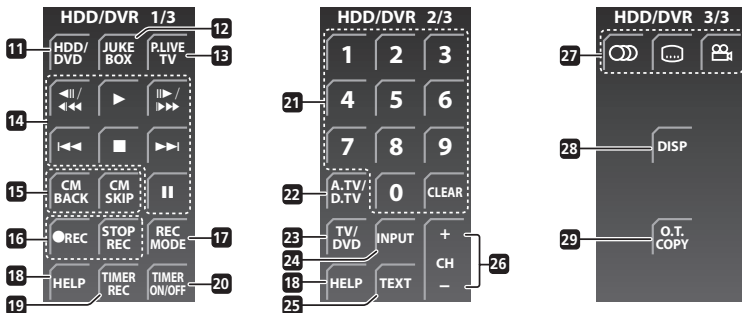 HDD/DVR 1/3
11
HDD/
DVD
JUKE
BOX
P.LIVE
TV
12
13
14
15
CM
BACK
CM
SKIP
16
REC
STOP
REC
REC
MODE
17
18
HELP
TIMER
REC
TIMER
ON/OFF
19
20
HDD/DVR 2/3
1 2 3
21
4 5 6
7 8 9
22
A.TV/
D.TV
0
CLEAR
23
TV/
DVD
INPUT
24
+
CH
−
26
18
HELP
TEXT
25
HDD/DVR 3/3
27
28
DISP
29
O.T.
COPY